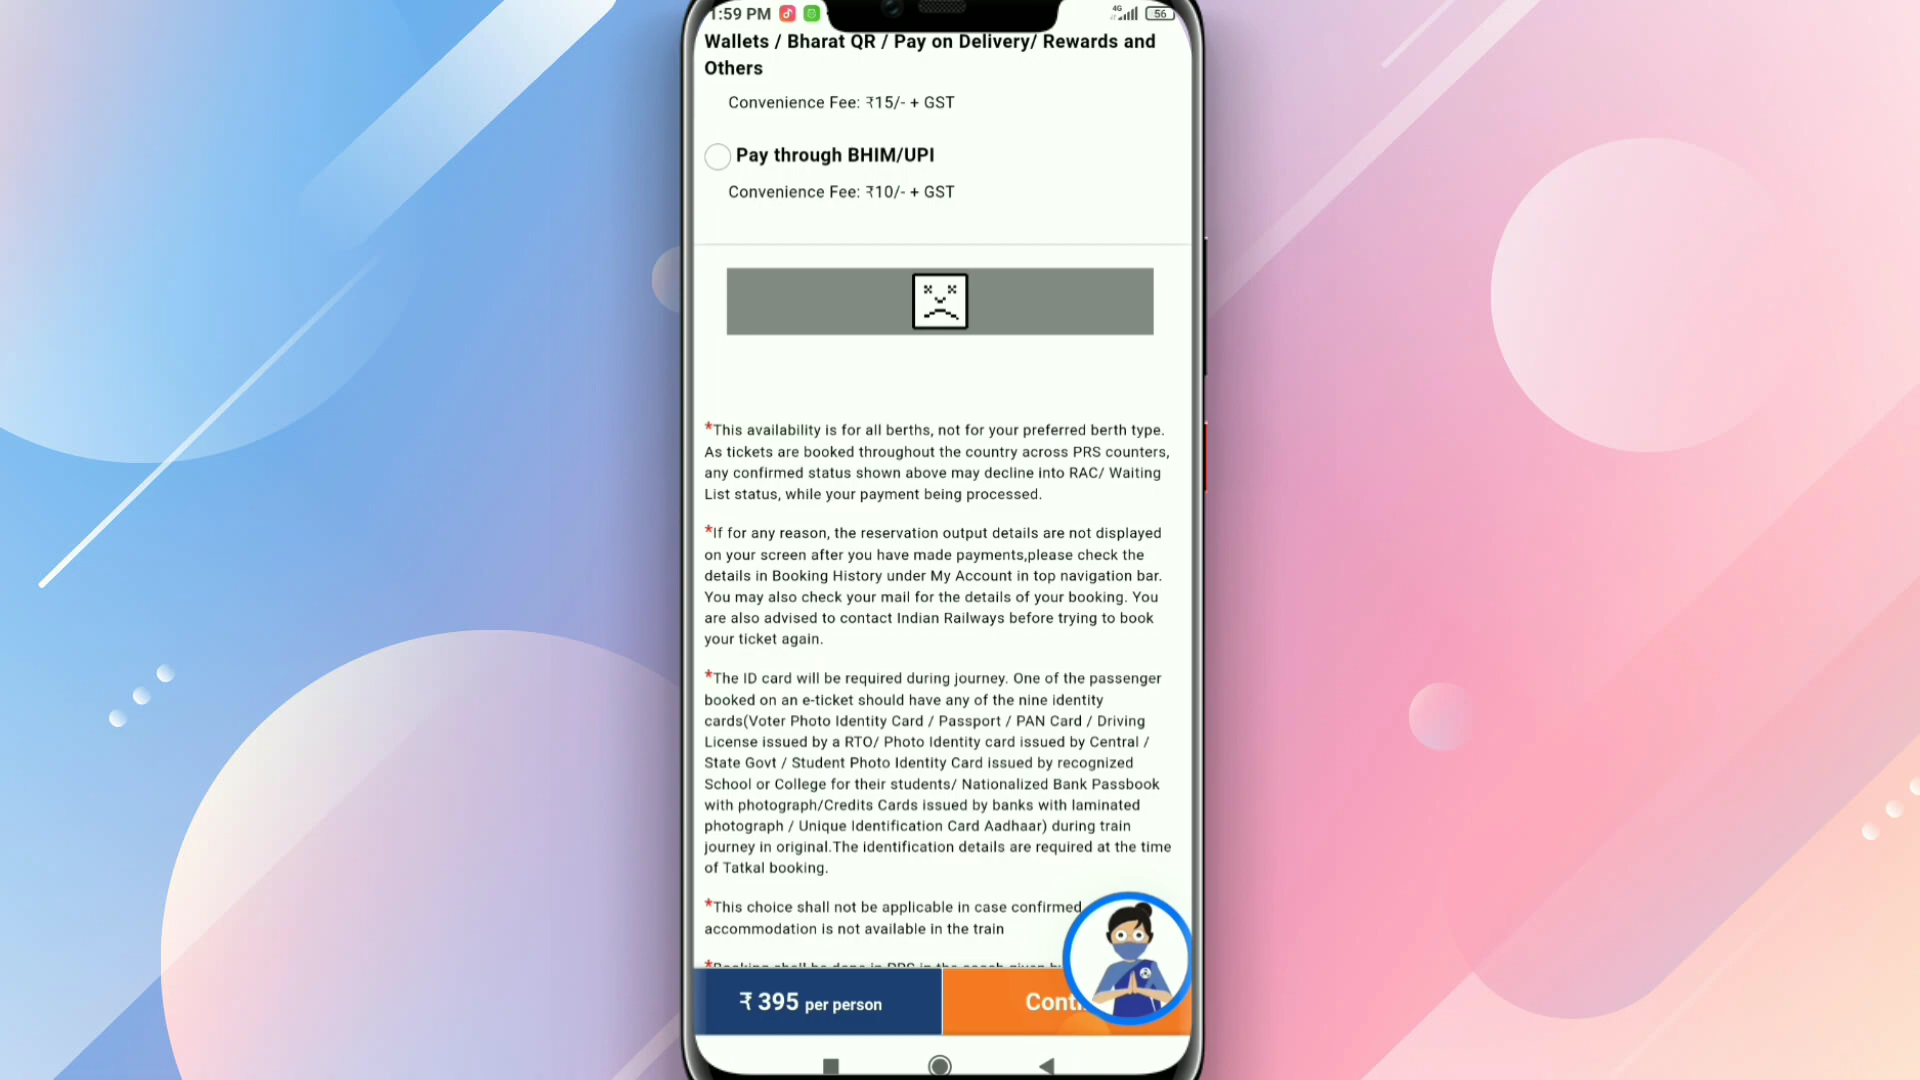 1:59 PM
4G
56
Wallets / Bharat QR / Pay on Delivery/ Rewards and
Others
Convenience Fee: ₹15/- + GST
Pay through BHIM/UPI
Convenience Fee: ₹10/- + GST
*This availability is for all berths, not for your preferred berth type.
As tickets are booked throughout the country across PRS counters,
any confirmed status shown above may decline into RAC/ Waiting
List status, while your payment being processed.
*If for any reason, the reservation output details are not displayed
on your screen after you have made payments,please check the
details in Booking History under My Account in top navigation bar.
You may also check your mail for the details of your booking. You
are also advised to contact Indian Railways before trying to book
your ticket again.
*The ID card will be required during journey. One of the passenger
booked on an e-ticket should have any of the nine identity
cards(Voter Photo Identity Card / Passport / PAN Card / Driving
License issued by a RTO/ Photo Identity card issued by Central /
State Govt / Student Photo Identity Card issued by recognized
School or College for their students/ Nationalized Bank Passbook
with photograph/Credits Cards issued by banks with laminated
photograph / Unique Identification Card Aadhaar) during train
journey in original.The identification details are required at the time
of Tatkal booking.
*This choice shall not be applicable in case confirmed
accommodation is not available in the train
*Booking shall be done in PRS in the coach given
₹ 395 per person